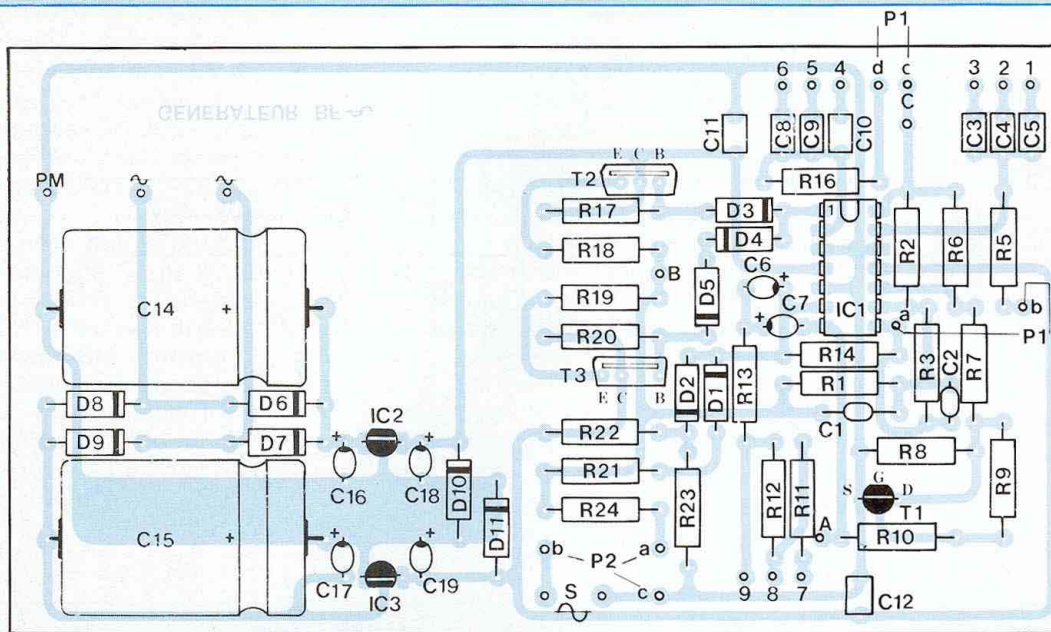 P1
6 5 4 d c 3 2 1
C
GENERATEUR BF~
C11 C8 C9 C10 C3 C4 C5
PM ~ ~
E C B
T2
R16
R17 D3 1 R2 R6 R5
R18 D4
B C6 +
C14 + D5 C7 IC1 b
R19 + a P1'
R20 R14 R3 C2 R7
T3
E C B D2 D1 R13 R1
D8 D6
C1
D9 D7 IC2 R22 R8
+ +
C16 C18 R21 G
D10 S D
R24 R23 R12 R11 T1 R9
D11 A
C15 + R10
+ + b P2 a
C17 IC3 C19
S c 9 8 7 C12
~